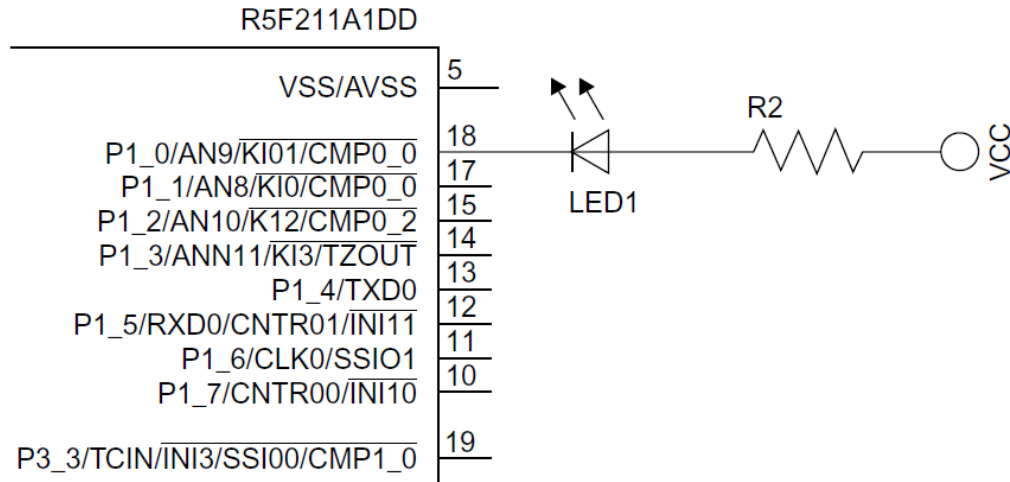 R5F211A1DD
VSS/AVSS 5
P1_0/AN9/KI01/CMP0_0 18
P1_1/AN8/KI0/CMP0_0 17
P1_2/AN10/K12/CMP0_2 15
P1_3/ANN11/KI3/TZOUT 14
P1_4/TXD0 13
P1_5/RXD0/CNTR01/INI11 12
P1_6/CLK0/SSIO1 11
P1_7/CNTR00/INI10 10
P3_3/TCIN/INI3/SSI00/CMP1_0 19
LED1
R2
VCC